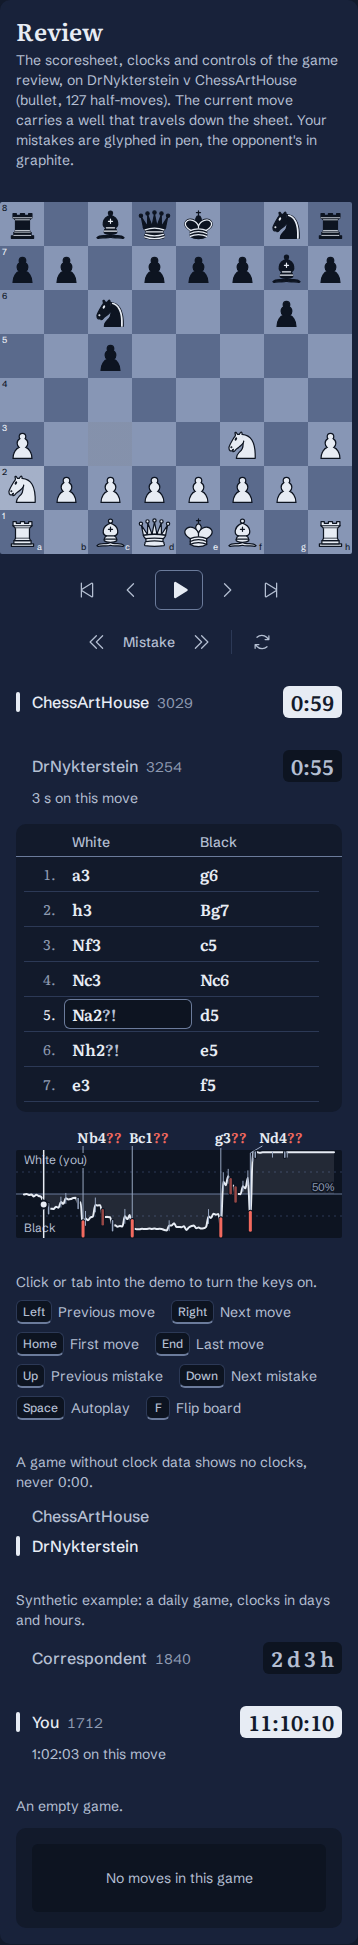 Review
The scoresheet, clocks and controls of the game
review, on DrNykterstein v ChessArtHouse
(bullet, 127 half-moves). The current move
carries a well that travels down the sheet. Your
mistakes are glyphed in pen, the opponent's in
graphite.
8
7
6
5
4
3
2
1
a b c d e f g h
Mistake
ChessArtHouse 3029 0:59
DrNykterstein 3254 0:55
3 s on this move
White Black
1. a3 g6
2. h3 Bg7
3. Nf3 c5
4. Nc3 Nc6
5. Na2?! d5
6. Nh2?! e5
7. e3 f5
Nb4?? Bc1?? g3?? Nd4??
White (you)
50%
Black
Click or tab into the demo to turn the keys on.
Left Previous move Right Next move
Home First move End Last move
Up Previous mistake Down Next mistake
Space Autoplay F Flip board
A game without clock data shows no clocks,
never 0:00.
ChessArtHouse
DrNykterstein
Synthetic example: a daily game, clocks in days
and hours.
Correspondent 1840 2d3h
You 1712 11:10:10
1:02:03 on this move
An empty game.
No moves in this game